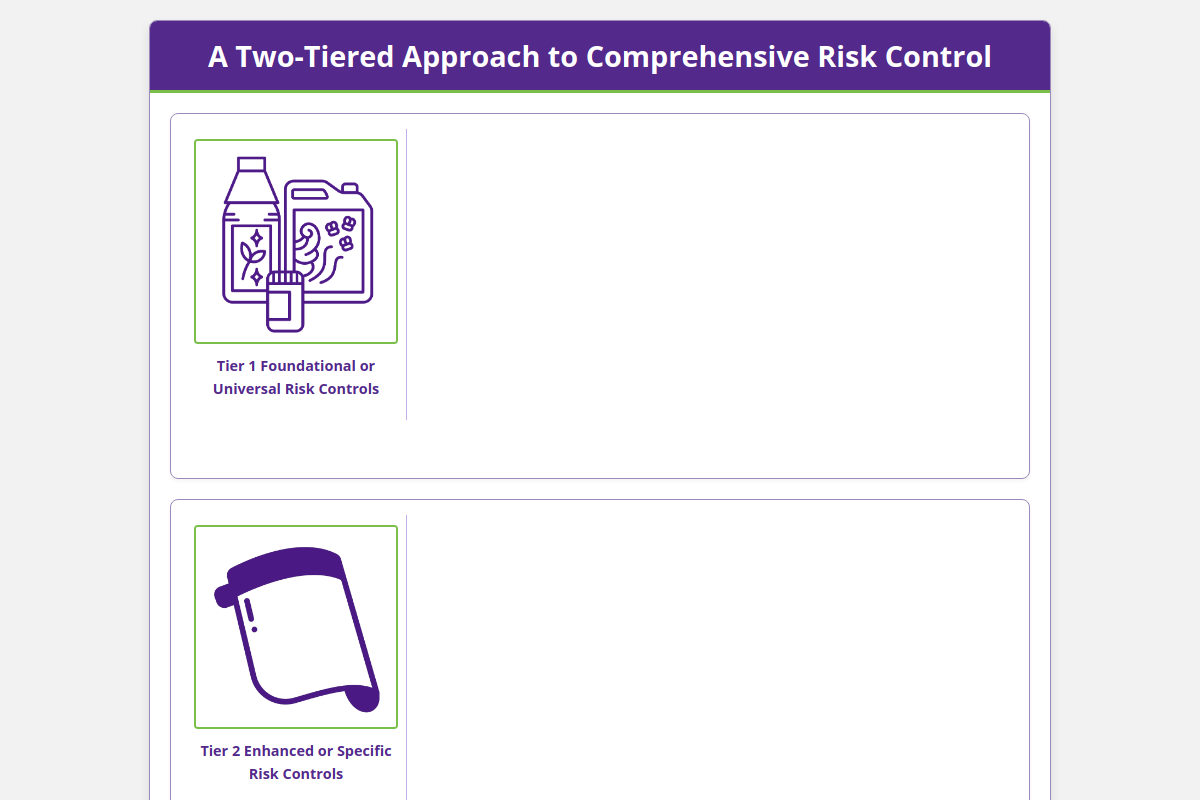 A Two-Tiered Approach to Comprehensive Risk Control
Tier 1 Foundational or
Universal Risk Controls
Tier 2 Enhanced or Specific
Risk Controls